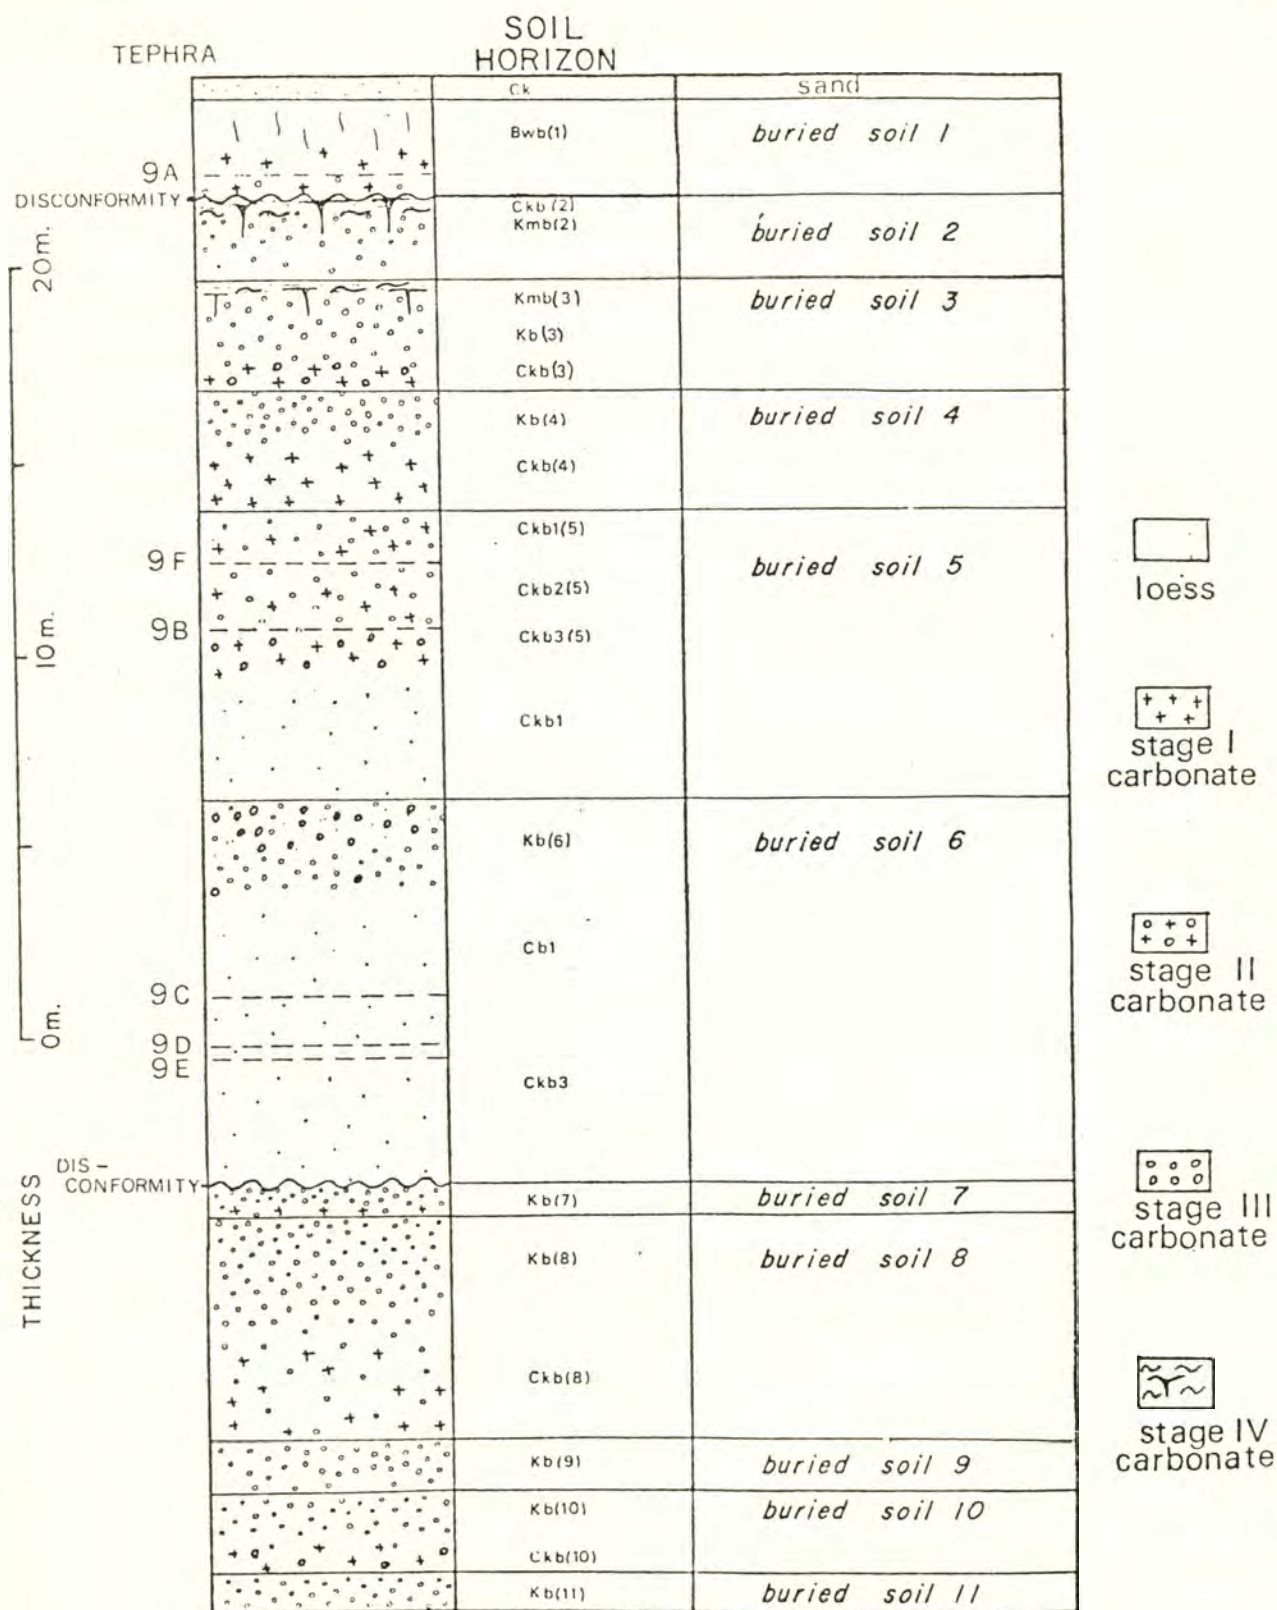 TEPHRA
SOIL
HORIZON
Ck
sand
Bwb(1)
buried soil 1
9A
DISCONFORMITY
Ckb(2)
Kmb(2)
buried soil 2
20m.
Kmb(3)
buried soil 3
Kb(3)
Ckb(3)
Kb(4)
buried soil 4
Ckb(4)
Ckb1(5)
9F
buried soil 5
Ckb2(5)
9B
Ckb3(5)
10m.
Ckb1
Kb(6)
buried soil 6
Cb1
9C
0m.
9D
9E
Ckb3
DIS-
CONFORMITY
Kb(7)
buried soil 7
THICKNESS
Kb(8)
buried soil 8
Ckb(8)
Kb(9)
buried soil 9
Kb(10)
buried soil 10
Ckb(10)
Kb(11)
buried soil 11
loess
stage I
carbonate
stage II
carbonate
stage III
carbonate
stage IV
carbonate